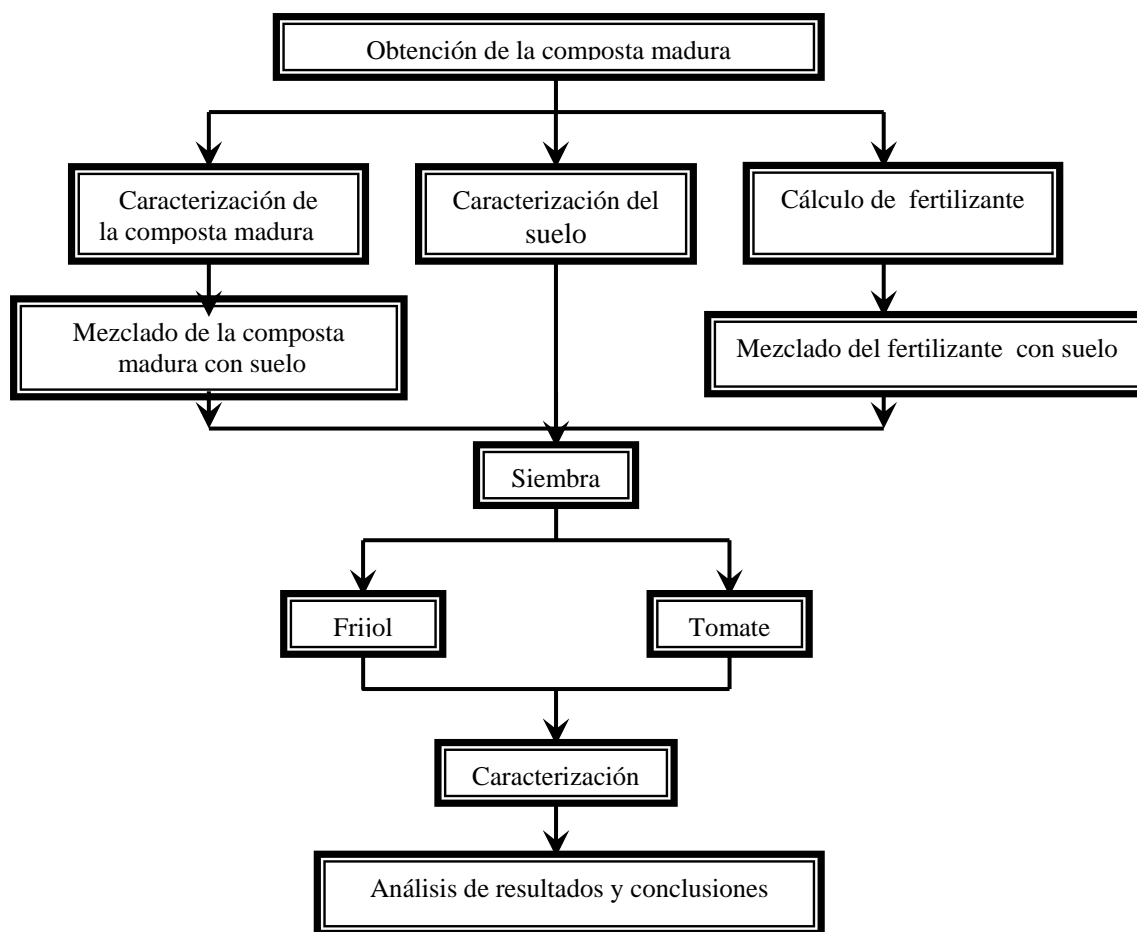 Obtención de la composta madura
Caracterización de
la composta madura
Caracterización del
suelo
Cálculo de fertilizante
Mezclado de la composta
madura con suelo
Mezclado del fertilizante con suelo
Siembra
Frijol
Tomate
Caracterización
Análisis de resultados y conclusiones